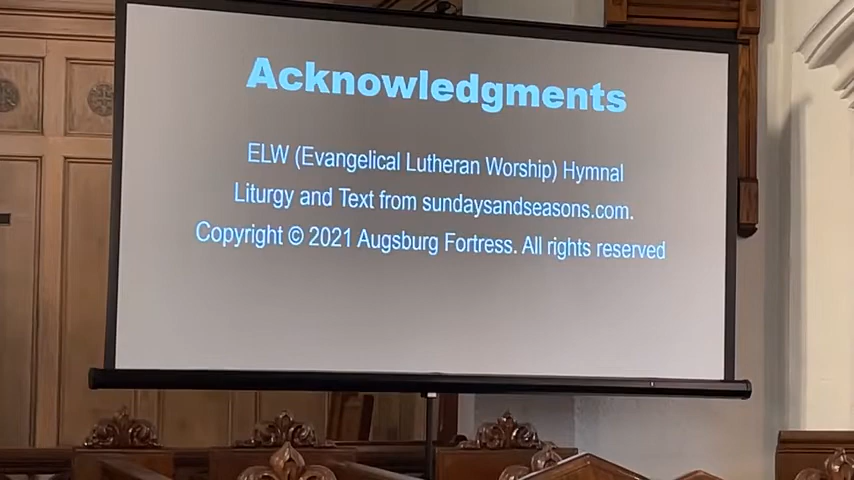 Acknowledgments
ELW (Evangelical Lutheran Worship) Hymnal
Liturgy and Text from sundaysandseasons.com.
Copyright © 2021 Augsburg Fortress. All rights reserved